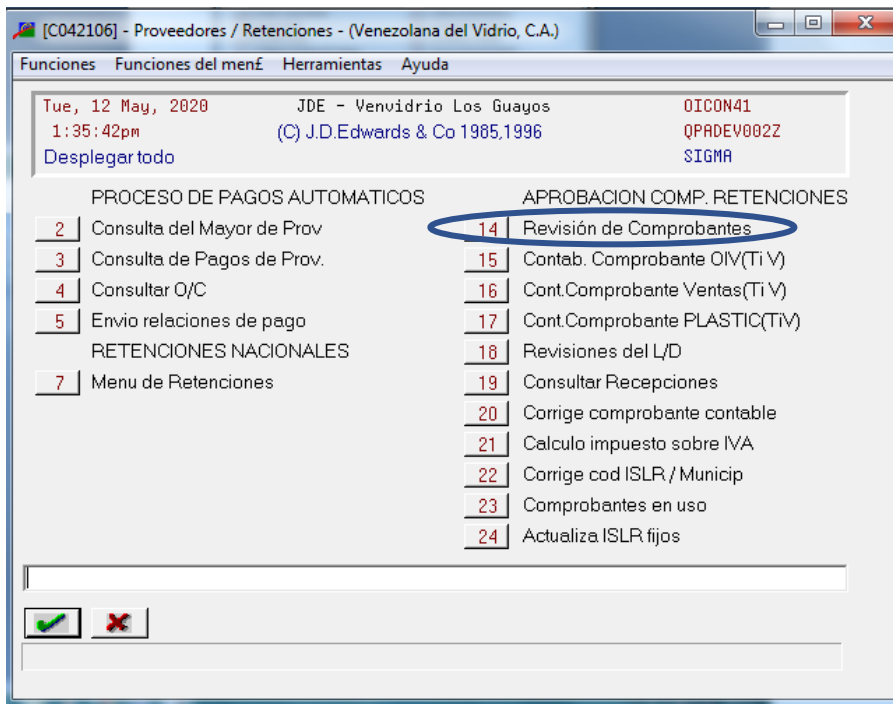 [C042106] - Proveedores / Retenciones - (Venezolana del Vidrio, C.A.)
Funciones Funciones del men£ Herramientas Ayuda
Tue, 12 May, 2020 JDE - Venvidrio Los Guayos OICON41
1:35:42pm (C) J.D.Edwards & Co 1985,1996 QPADEV002Z
Desplegar todo SIGMA
PROCESO DE PAGOS AUTOMATICOS
2 Consulta del Mayor de Prov
3 Consulta de Pagos de Prov.
4 Consultar O/C
5 Envio relaciones de pago
RETENCIONES NACIONALES
7 Menu de Retenciones
APROBACION COMP. RETENCIONES
14 Revisión de Comprobantes
15 Contab. Comprobante OIV(Ti V)
16 Cont.Comprobante Ventas(Ti V)
17 Cont.Comprobante PLASTIC(TiV)
18 Revisiones del L/D
19 Consultar Recepciones
20 Corrige comprobante contable
21 Calculo impuesto sobre IVA
22 Corrige cod ISLR / Municip
23 Comprobantes en uso
24 Actualiza ISLR fijos